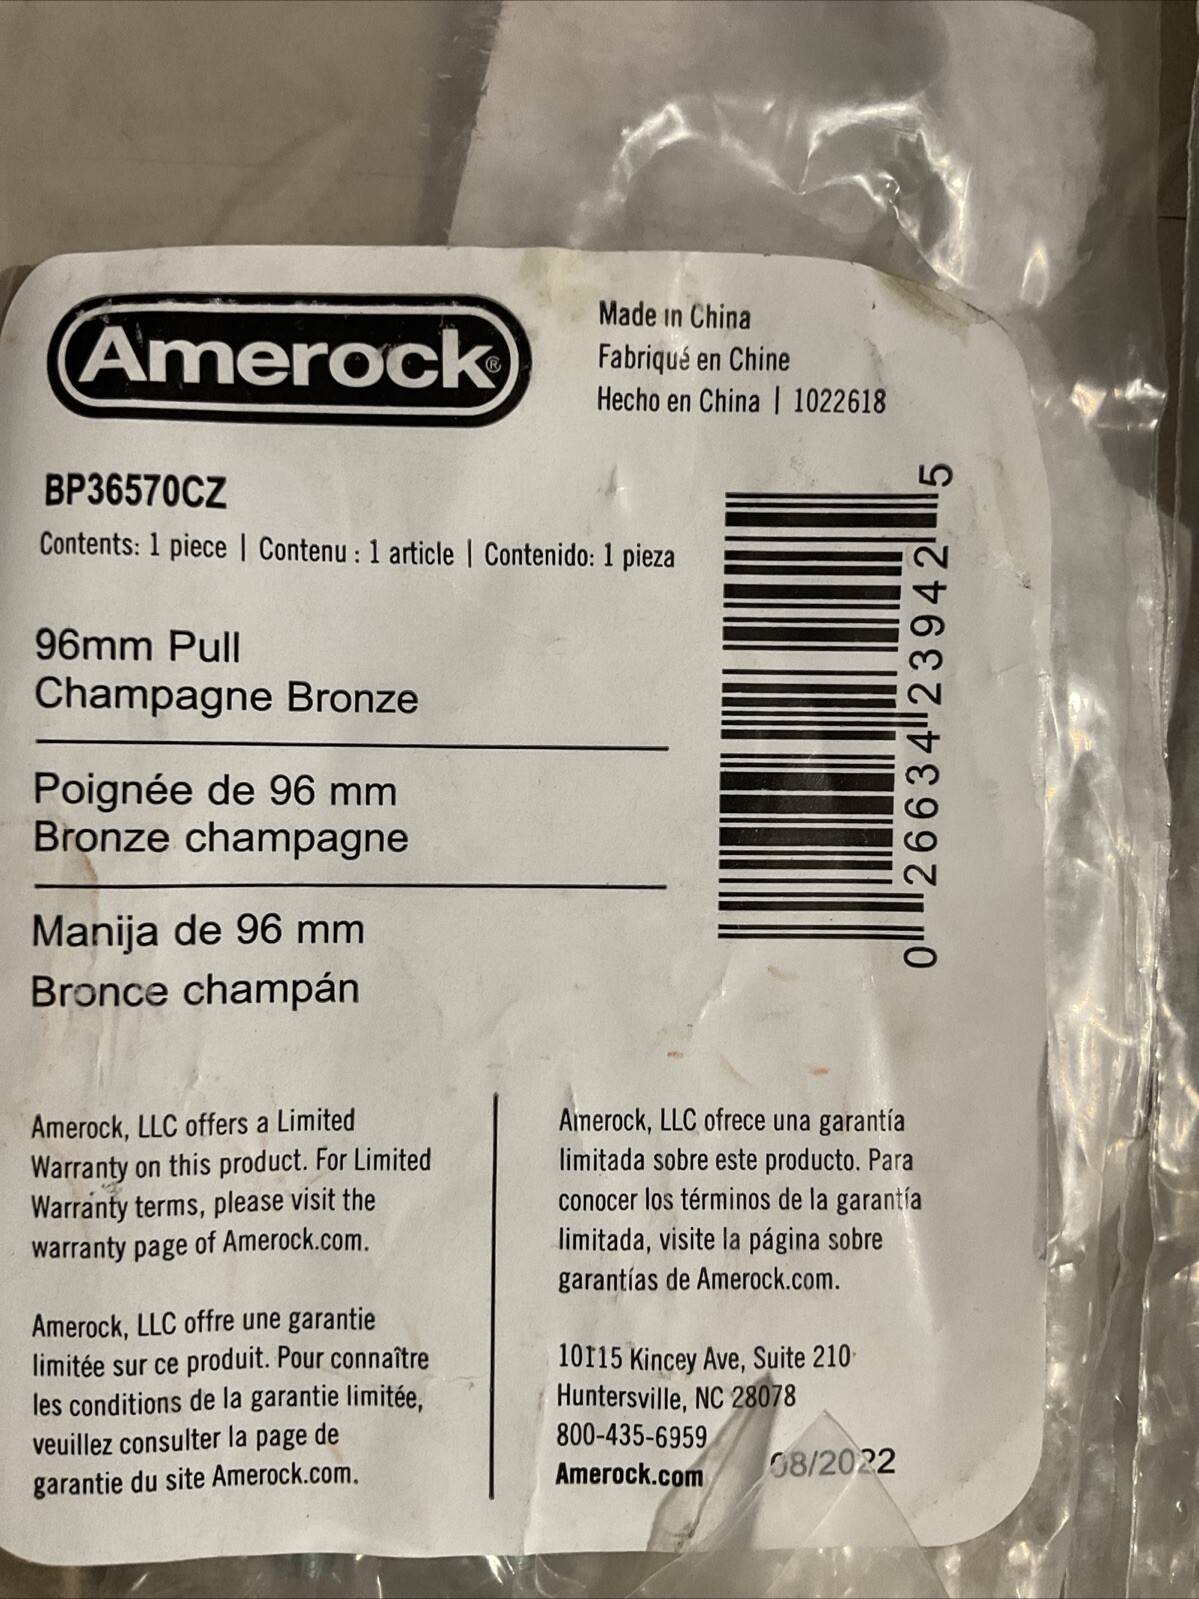 Amerock®
Made in China
Fabriqué en Chine
Hecho en China | 1022618
BP36570CZ
Contents: 1 piece | Contenu : 1 article | Contenido: 1 pieza
96mm Pull
Champagne Bronze
Poignée de 96 mm
Bronze champagne
Manija de 96 mm
Bronce champán
0 26634 23942 5
Amerock, LLC offers a Limited
Warranty on this product. For Limited
Warranty terms, please visit the
warranty page of Amerock.com.
Amerock, LLC offre une garantie
limitée sur ce produit. Pour connaître
les conditions de la garantie limitée,
veuillez consulter la page de
garantie du site Amerock.com.
Amerock, LLC ofrece una garantía
limitada sobre este producto. Para
conocer los términos de la garantía
limitada, visite la página sobre
garantías de Amerock.com.
10115 Kincey Ave, Suite 210
Huntersville, NC 28078
800-435-6959
Amerock.com
08/2022